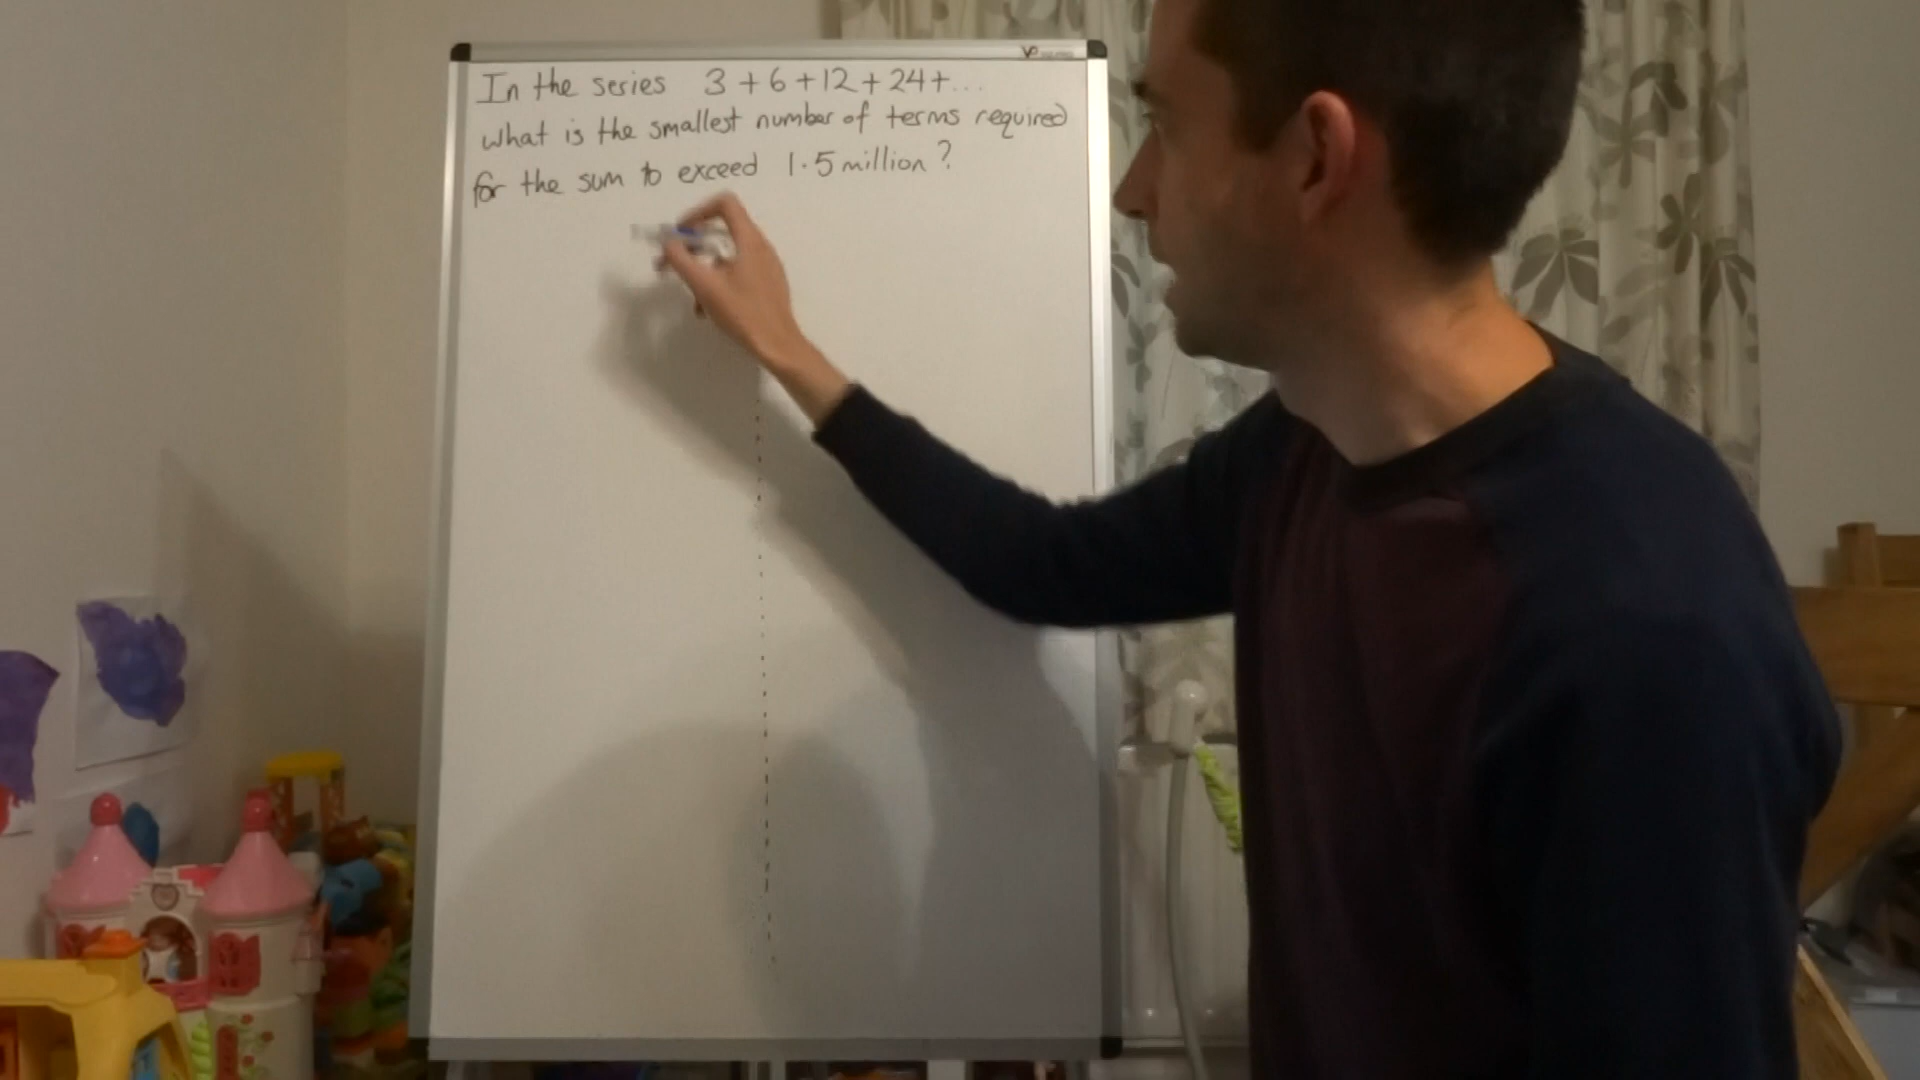 In the series 3 + 6 + 12 + 24 + ...
what is the smallest number of terms required
for the sum to exceed 1·5 million?